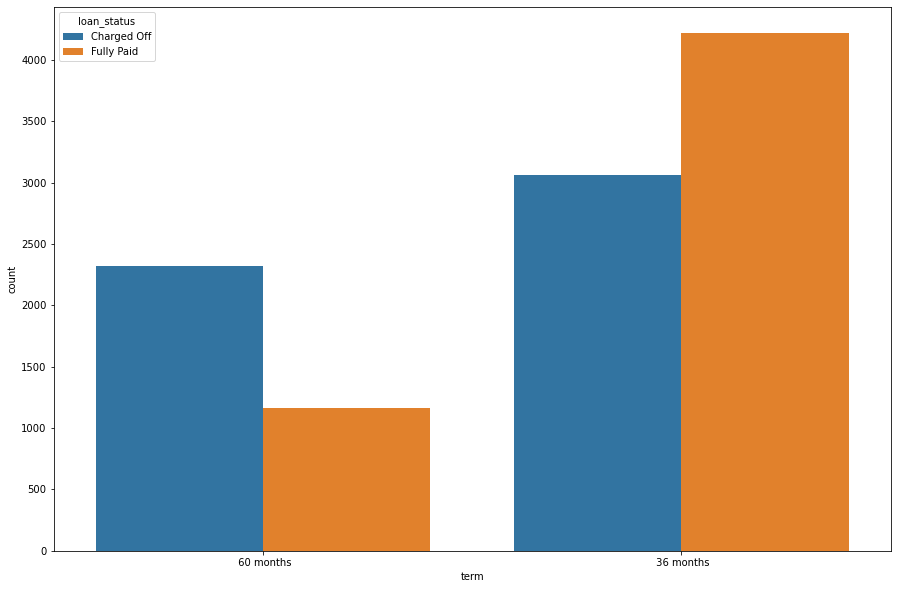 loan_status
Charged Off
Fully Paid
4000
3500
3000
2500
2000
1500
1000
500
0
count
60 months
36 months
term